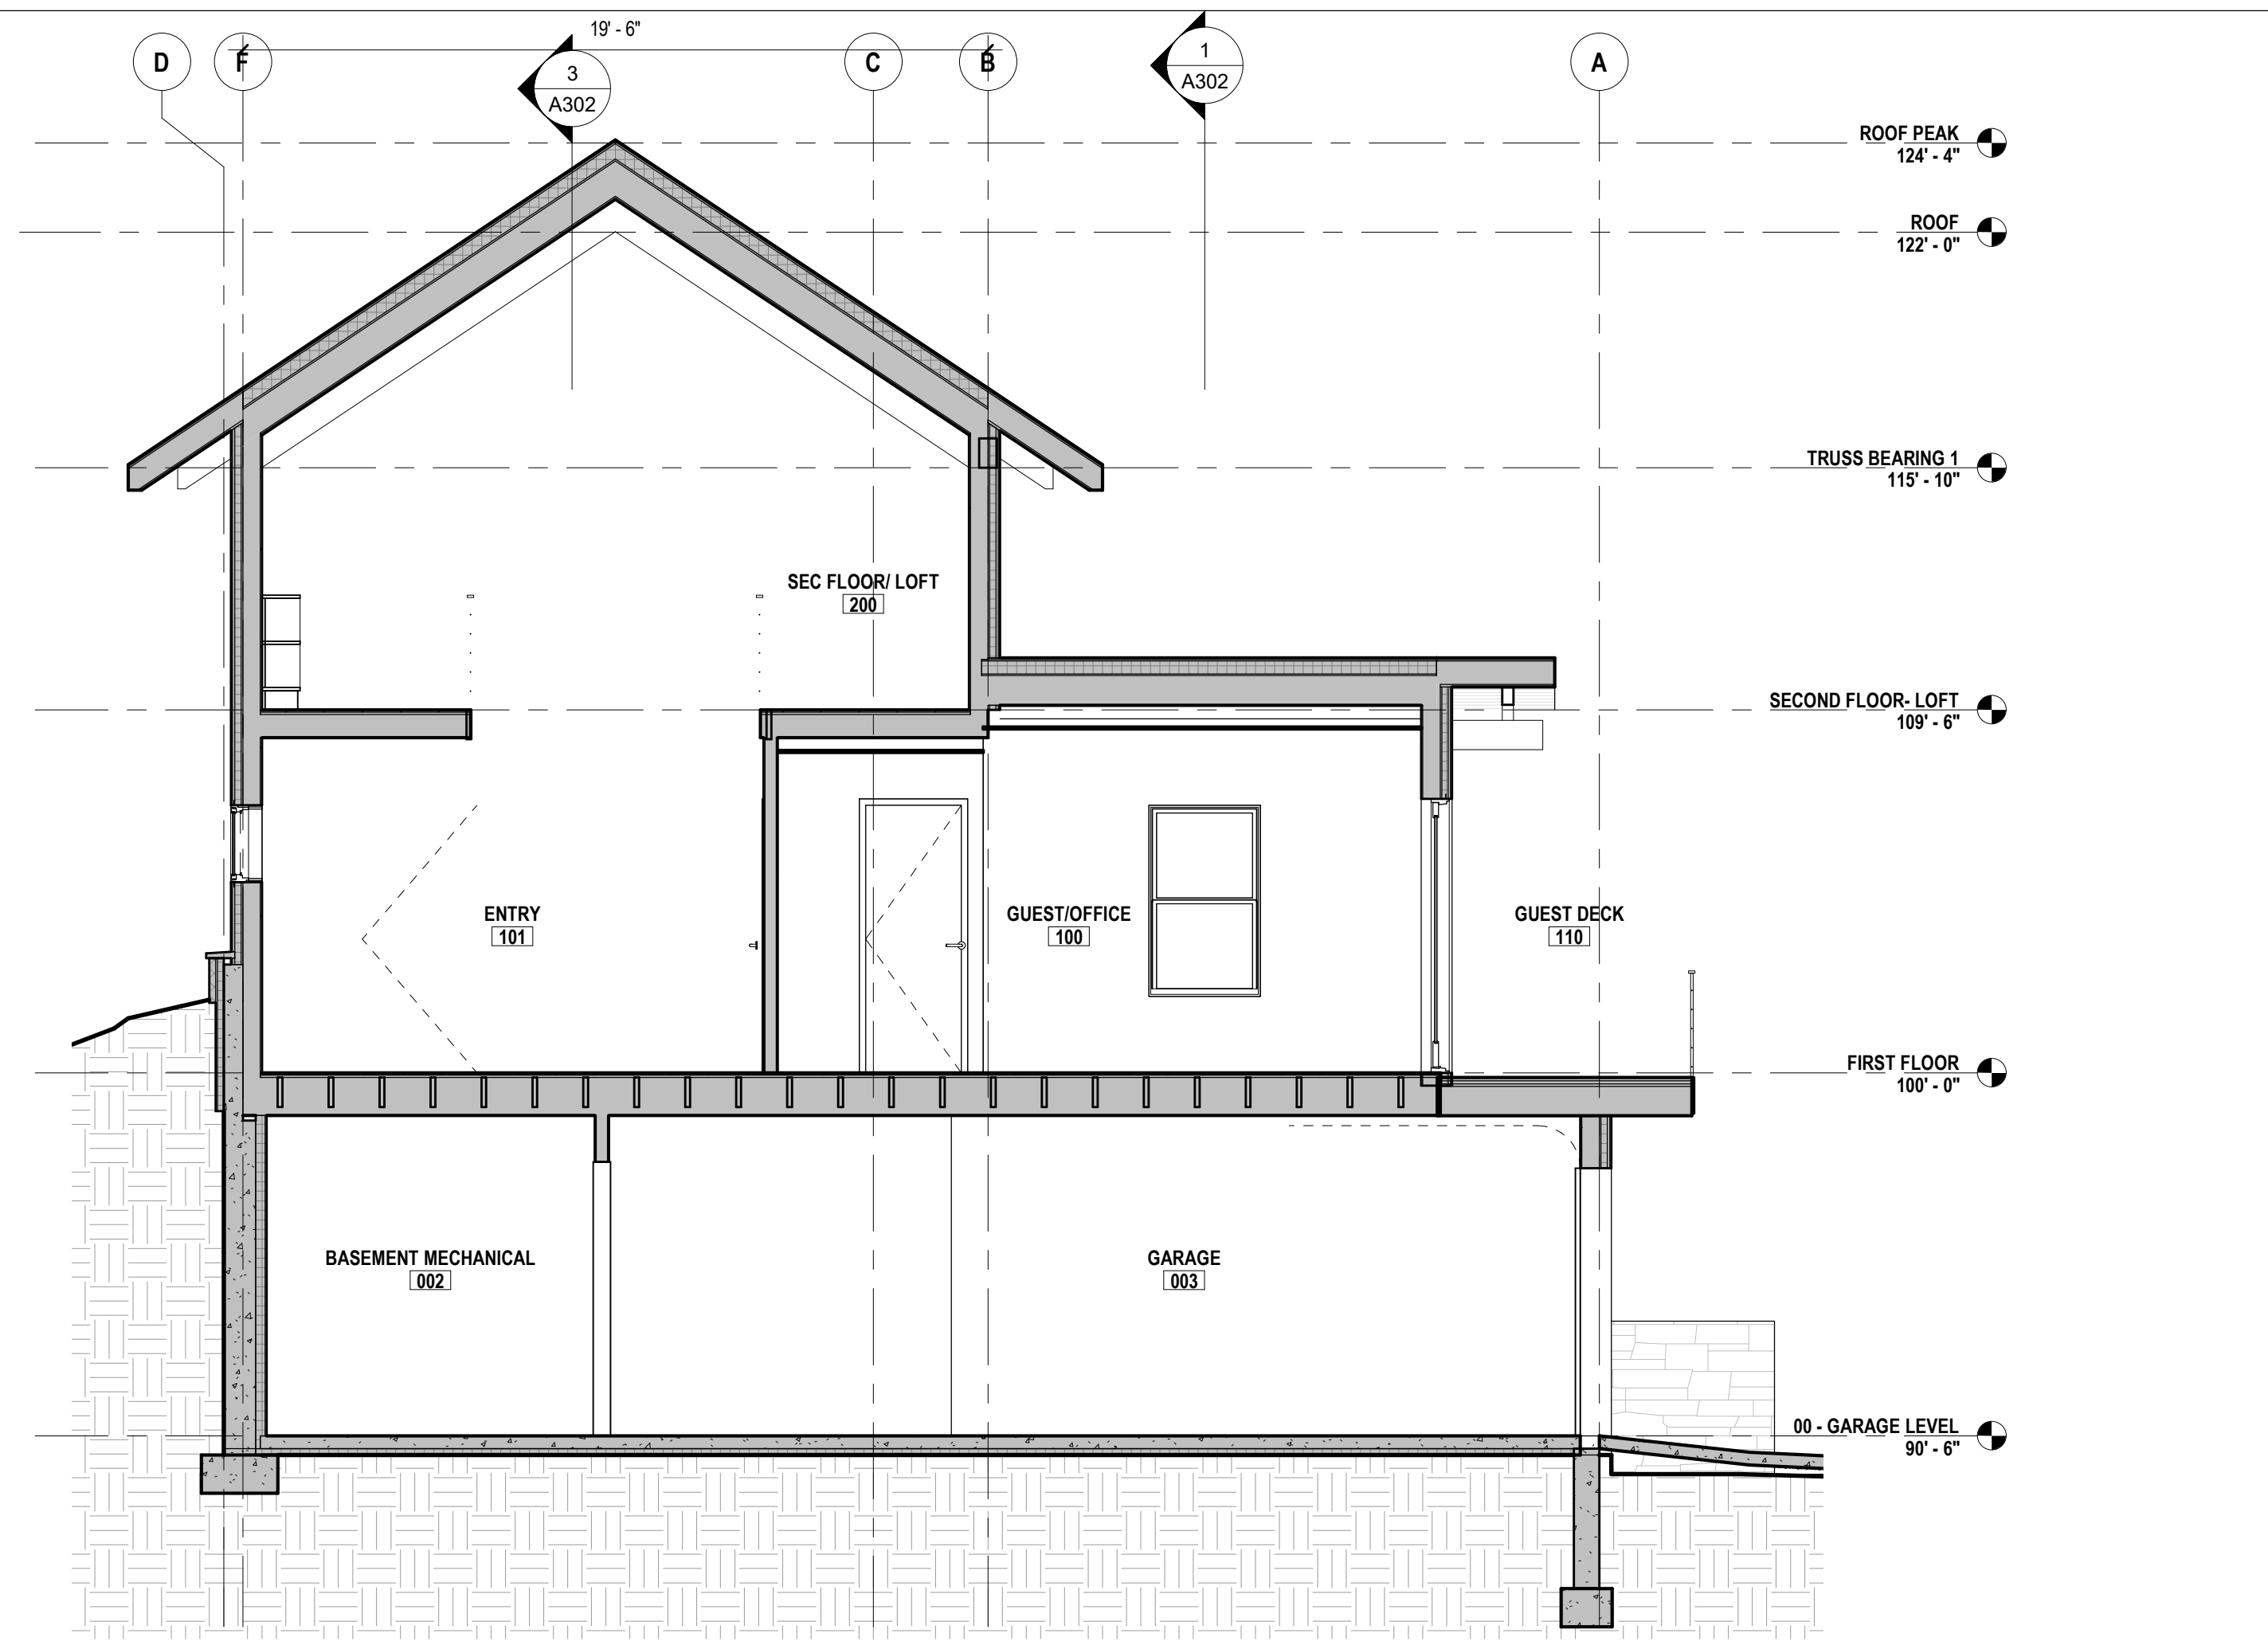 19' - 6"
D
F
3
A302
C
B
1
A302
A
ROOF PEAK
124' - 4"
ROOF
122' - 0"
TRUSS BEARING 1
115' - 10"
SEC FLOOR/ LOFT
200
SECOND FLOOR- LOFT
109' - 6"
ENTRY
101
GUEST/OFFICE
100
GUEST DECK
110
FIRST FLOOR
100' - 0"
BASEMENT MECHANICAL
002
GARAGE
003
00 - GARAGE LEVEL
90' - 6"